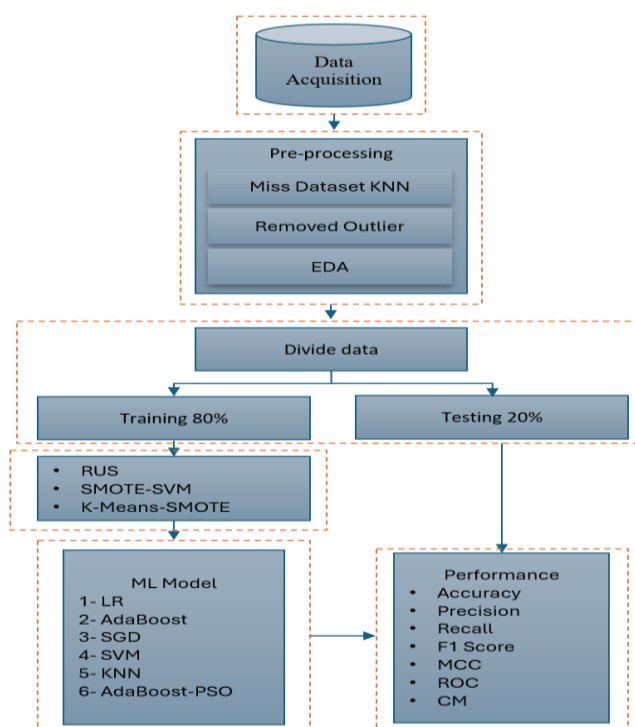 Data
Acquisition
Pre-processing
Miss Dataset KNN
Removed Outlier
EDA
Divide data
Training 80%
Testing 20%
• RUS
• SMOTE-SVM
• K-Means-SMOTE
ML Model
1- LR
2- AdaBoost
3- SGD
4- SVM
5- KNN
6- AdaBoost-PSO
Performance
• Accuracy
• Precision
• Recall
• F1 Score
• MCC
• ROC
• CM